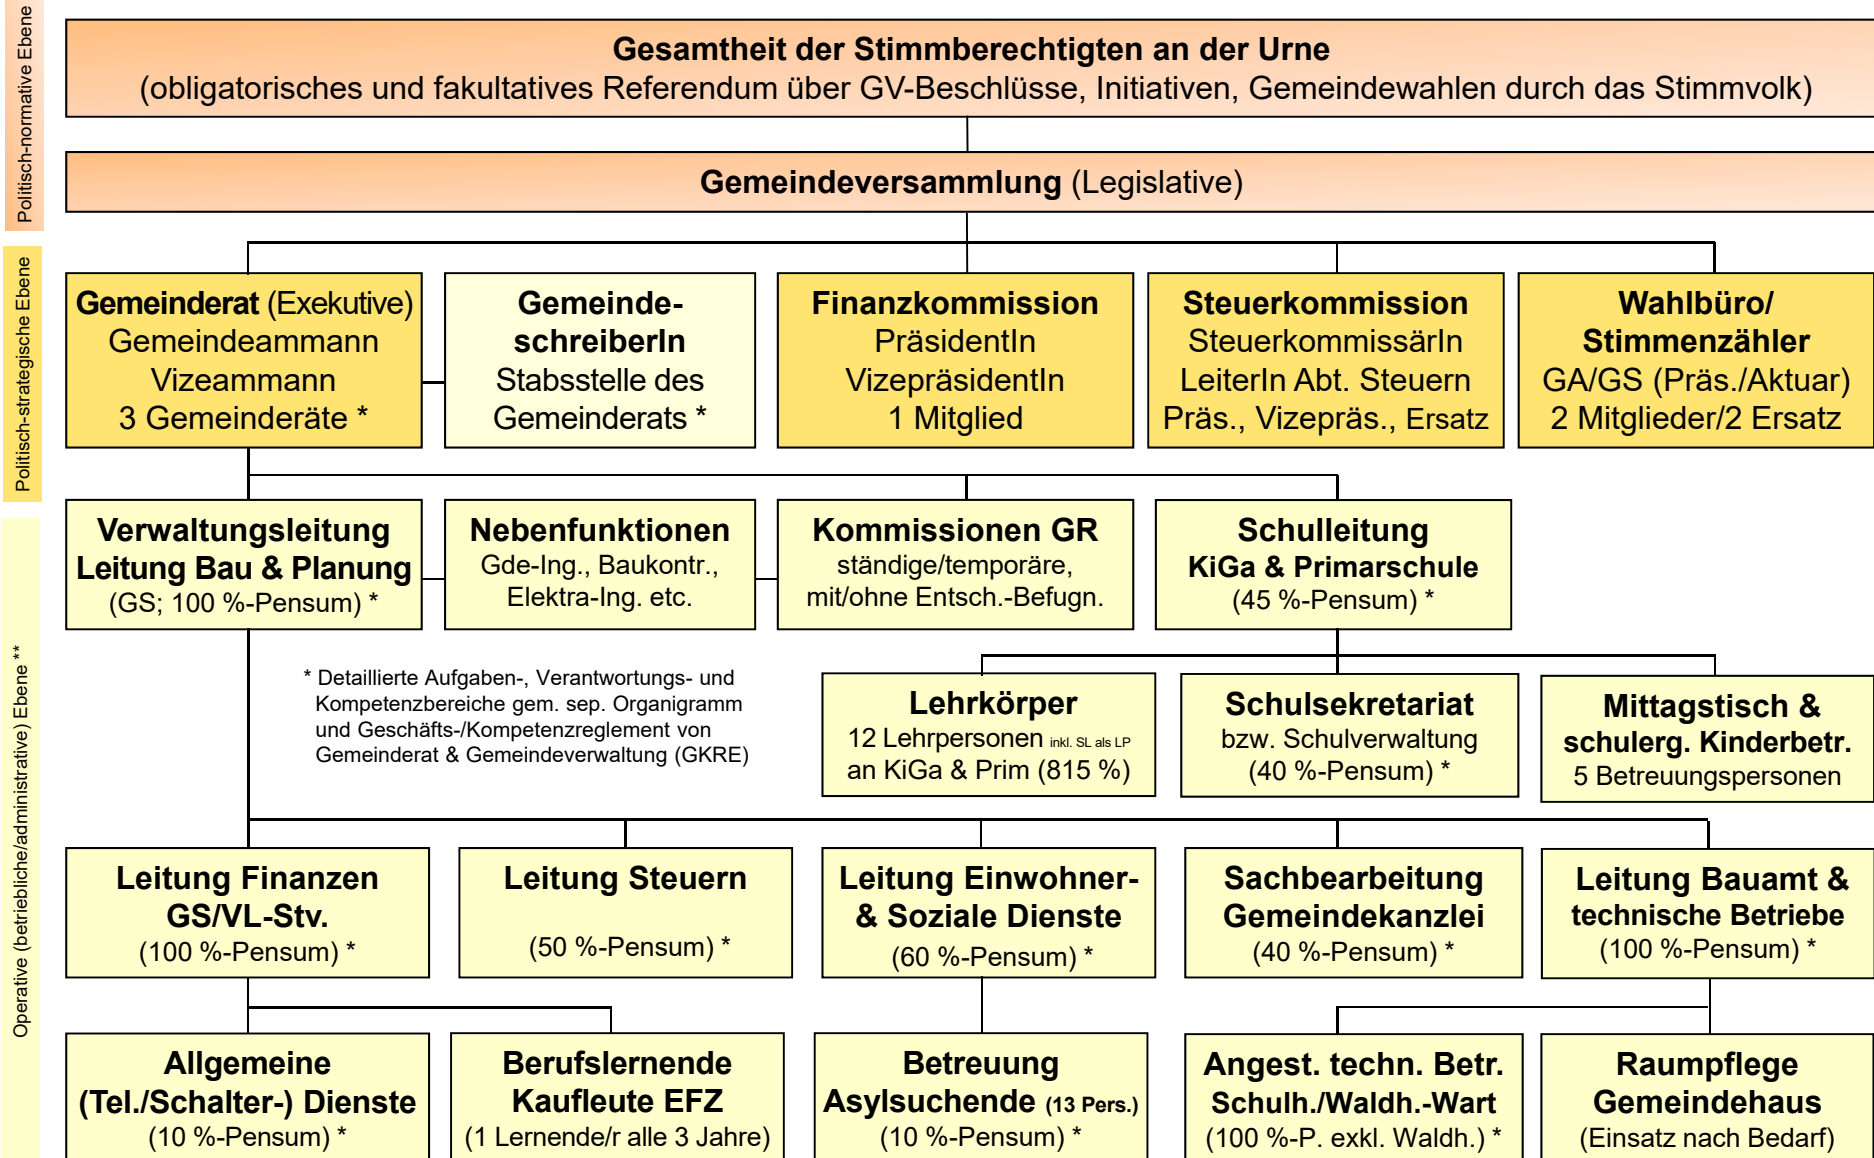 Politisch-normative Ebene
Gesamtheit der Stimmberechtigten an der Urne
(obligatorisches und fakultatives Referendum über GV-Beschlüsse, Initiativen, Gemeindewahlen durch das Stimmvolk)
Gemeindeversammlung (Legislative)
Politisch-strategische Ebene
Gemeinderat (Exekutive)
Gemeindeammann
Vizeammann
3 Gemeinderäte *
Gemeinde-
schreiberIn
Stabsstelle des
Gemeinderats *
Finanzkommission
PräsidentIn
VizepräsidentIn
1 Mitglied
Steuerkommission
SteuerkommissärIn
LeiterIn Abt. Steuern
Präs., Vizepräs., Ersatz
Wahlbüro/
Stimmenzähler
GA/GS (Präs./Aktuar)
2 Mitglieder/2 Ersatz
Operative (betriebliche/administrative) Ebene **
Verwaltungsleitung
Leitung Bau & Planung
(GS; 100 %-Pensum) *
Nebenfunktionen
Gde-Ing., Baukontr.,
Elektra-Ing. etc.
Kommissionen GR
ständige/temporäre,
mit/ohne Entsch.-Befugn.
Schulleitung
KiGa & Primarschule
(45 %-Pensum) *
* Detaillierte Aufgaben-, Verantwortungs- und
Kompetenzbereiche gem. sep. Organigramm
und Geschäfts-/Kompetenzreglement von
Gemeinderat & Gemeindeverwaltung (GKRE)
Lehrkörper
12 Lehrpersonen inkl. SL als LP
an KiGa & Prim (815 %)
Schulsekretariat
bzw. Schulverwaltung
(40 %-Pensum) *
Mittagstisch &
schulerg. Kinderbetr.
5 Betreuungspersonen
Leitung Finanzen
GS/VL-Stv.
(100 %-Pensum) *
Leitung Steuern
(50 %-Pensum) *
Leitung Einwohner-
& Soziale Dienste
(60 %-Pensum) *
Sachbearbeitung
Gemeindekanzlei
(40 %-Pensum) *
Leitung Bauamt &
technische Betriebe
(100 %-Pensum) *
Allgemeine
(Tel./Schalter-) Dienste
(10 %-Pensum) *
Berufslernende
Kaufleute EFZ
(1 Lernende/r alle 3 Jahre)
Betreuung
Asylsuchende (13 Pers.)
(10 %-Pensum) *
Angest. techn. Betr.
Schulh./Waldh.-Wart
(100 %-P. exkl. Waldh.) *
Raumpflege
Gemeindehaus
(Einsatz nach Bedarf)